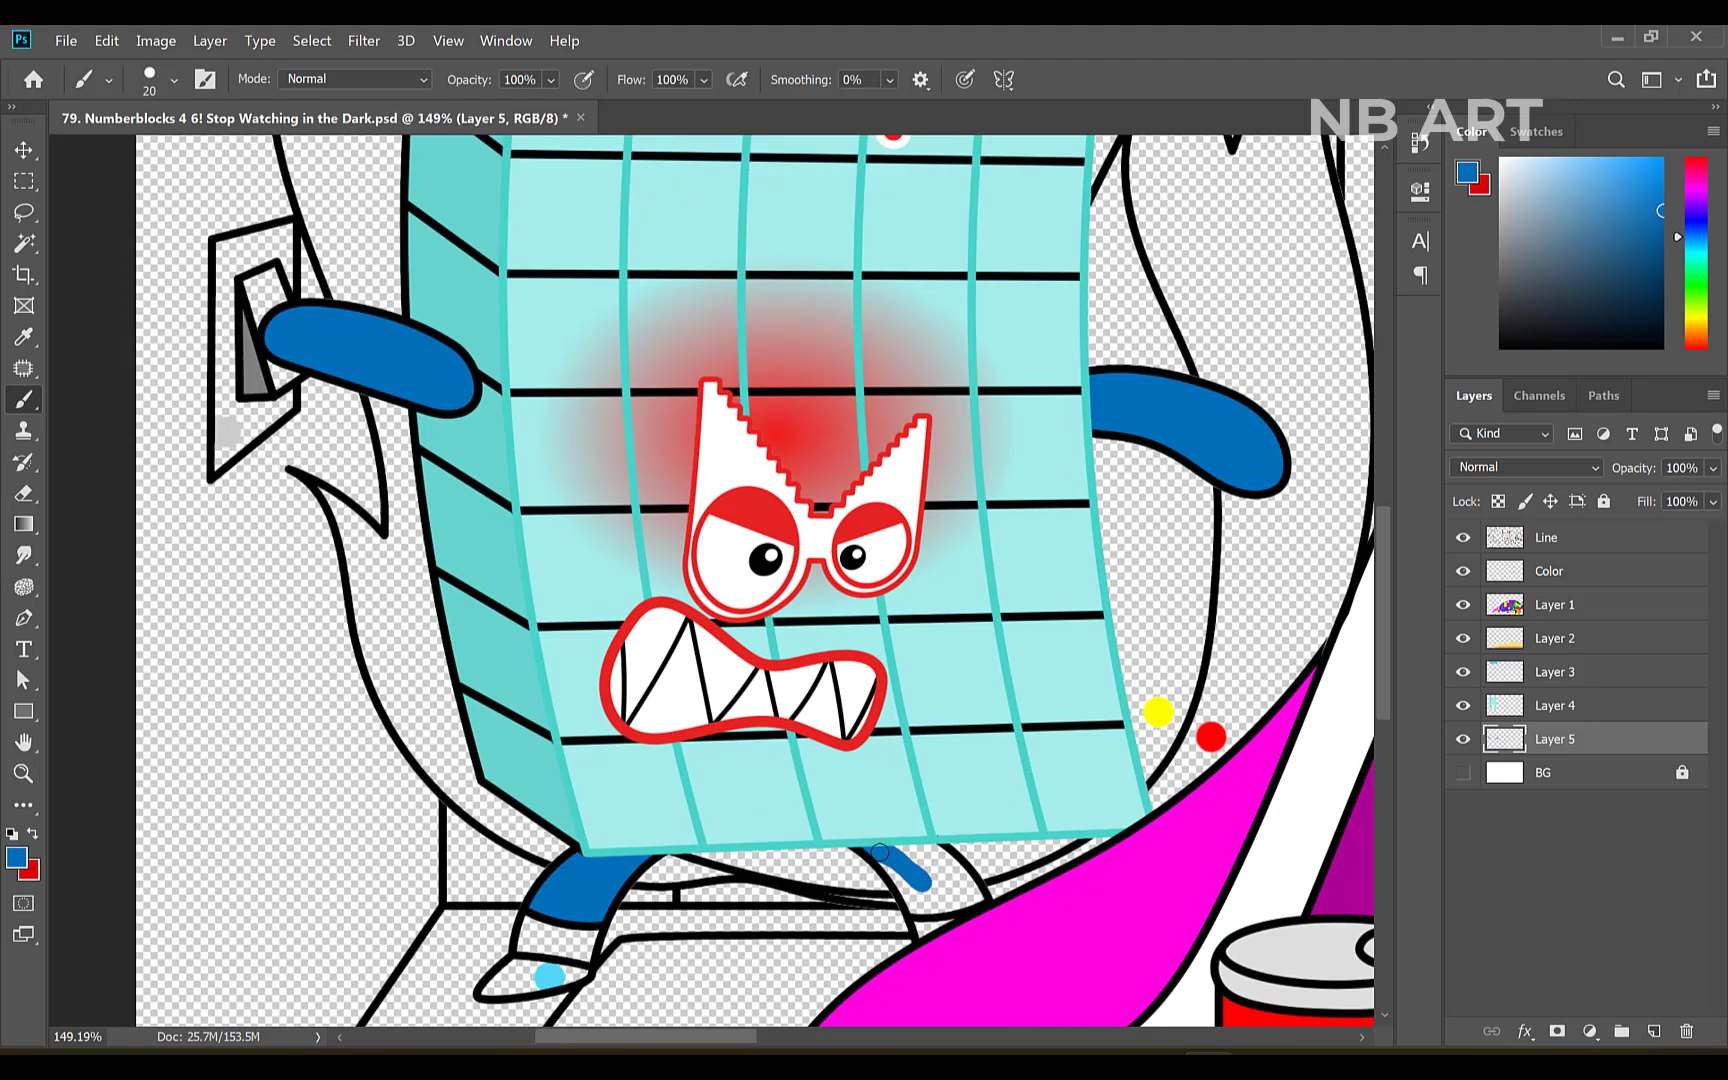 Ps File Edit Image Layer Type Select Filter 3D View Window Help
20 Mode: Normal Opacity: 100% Flow: 100% Smoothing: 0%
79. Numberblocks 4 6! Stop Watching in the Dark.psd @ 149% (Layer 5, RGB/8) *
NB ART
Color Swatches
Layers Channels Paths
Kind
Normal Opacity: 100%
Lock: Fill: 100%
Line
Color
Layer 1
Layer 2
Layer 3
Layer 4
Layer 5
BG
149.19% Doc: 25.7M/153.5M